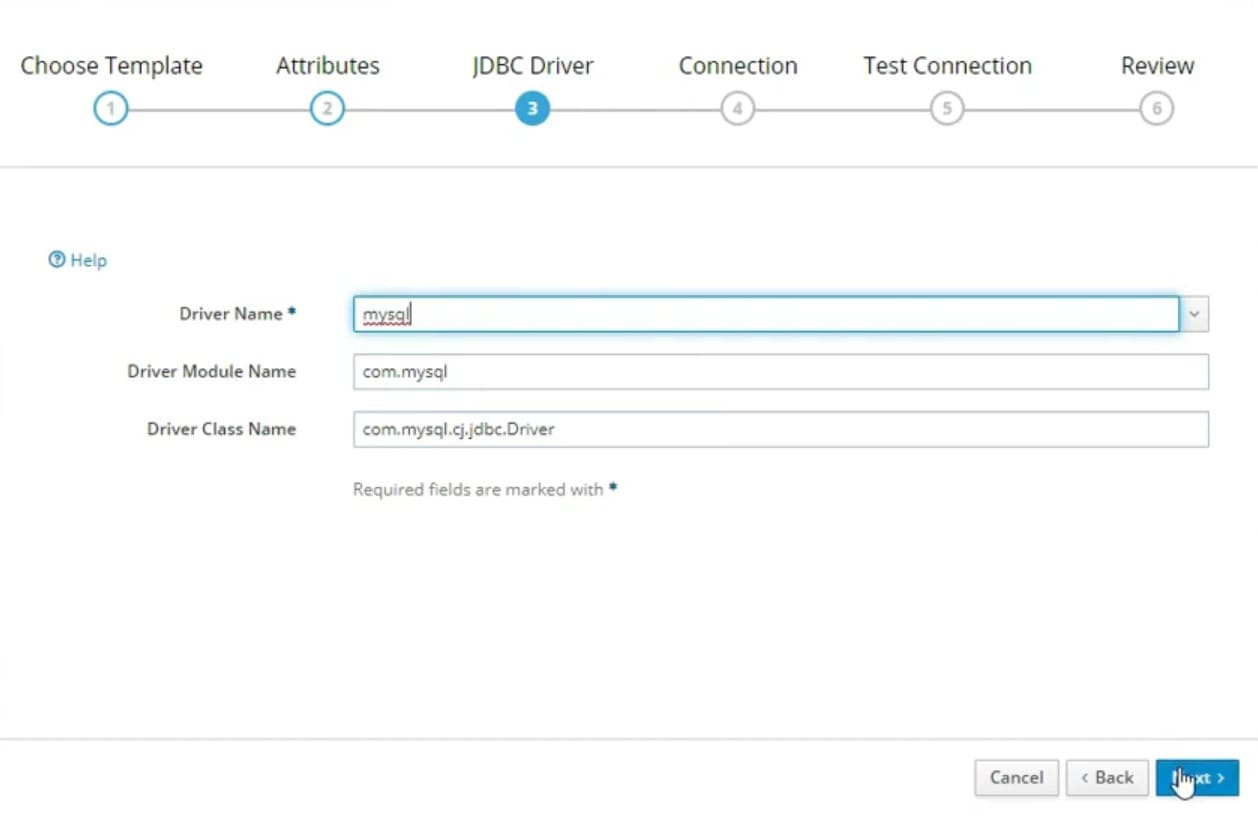 Choose Template Attributes JDBC Driver Connection Test Connection Review
1 2 3 4 5 6
Help
Driver Name * mysql
Driver Module Name com.mysql
Driver Class Name com.mysql.cj.jdbc.Driver
Required fields are marked with *
Cancel < Back Next >